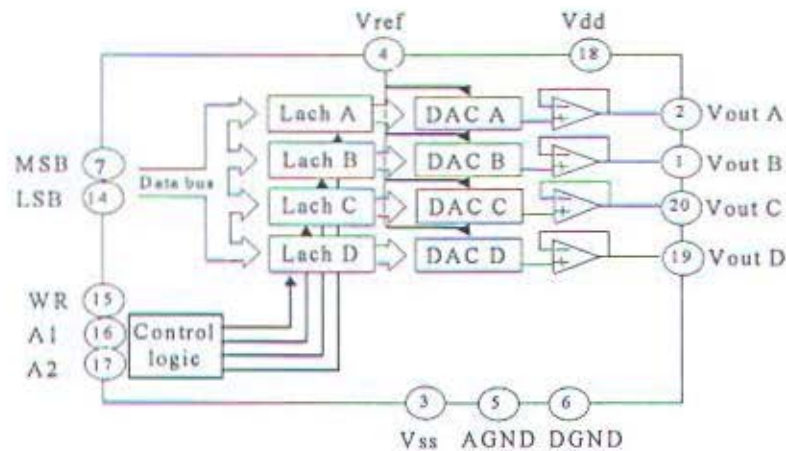 Vref Vdd
4 18
Lach A DAC A - + 2 Vout A
MSB 7 Lach B DAC B - + 1 Vout B
Data bus
LSB 14 Lach C DAC C - + 20 Vout C
Lach D DAC D - + 19 Vout D
WR 15
A1 16 Control
A2 17 logic
3 5 6
Vss AGND DGND